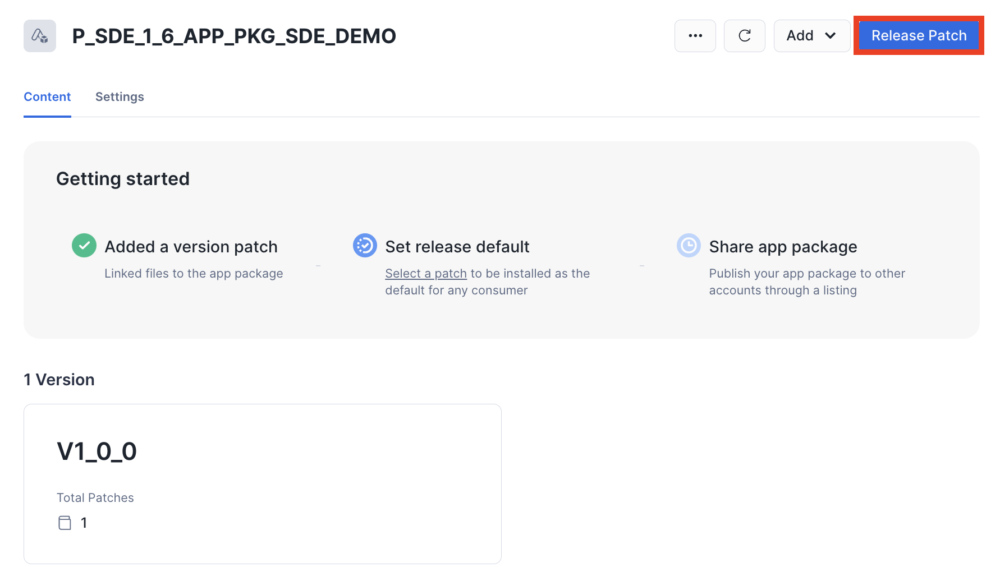 P_SDE_1_6_APP_PKG_SDE_DEMO
Add
Release Patch
Content
Settings
Getting started
Added a version patch
Linked files to the app package
Set release default
Select a patch to be installed as the
default for any consumer
Share app package
Publish your app package to other
accounts through a listing
1 Version
V1_0_0
Total Patches
1